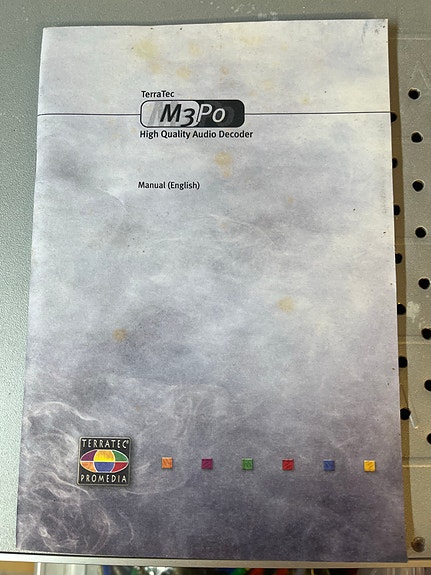 TerraTec
M3Po
High Quality Audio Decoder
Manual (English)
TERRATEC®
PROMEDIA